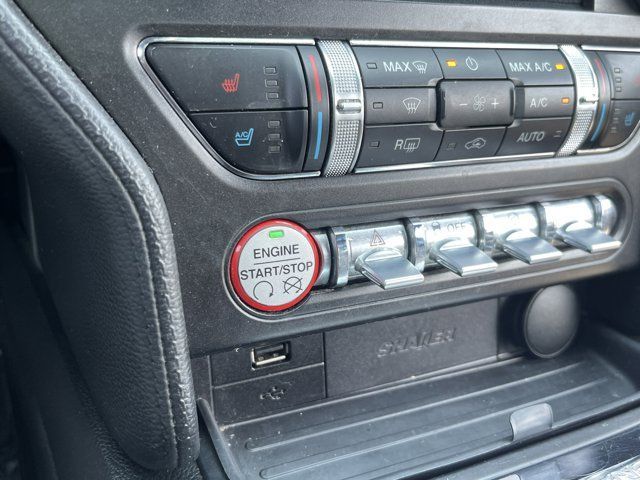 MAX
MAX A/C
A/C
A/C
R
AUTO
OFF
ENGINE
START/STOP
SHAKER